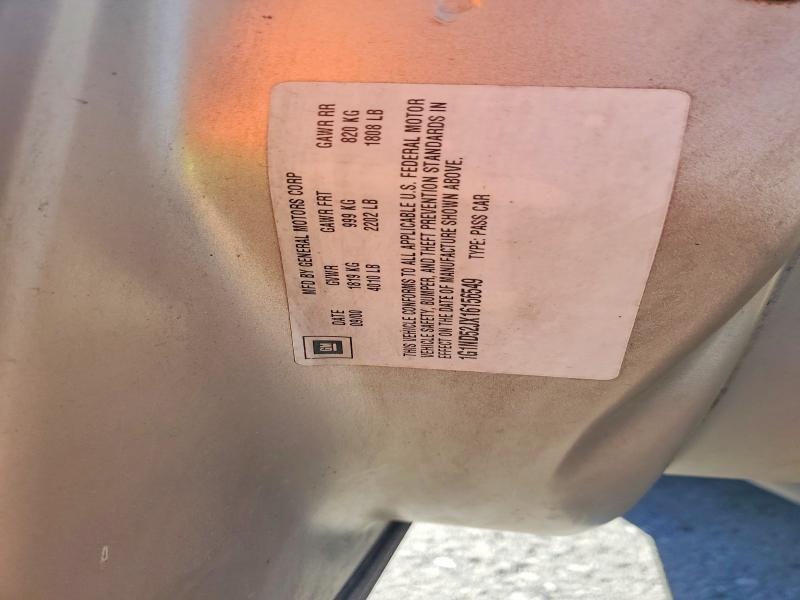 GM
MFD BY GENERAL MOTORS CORP
DATE GVWR GAWR FRT GAWR RR
09/00 1819 KG 999 KG 820 KG
4010 LB 2202 LB 1808 LB
THIS VEHICLE CONFORMS TO ALL APPLICABLE U.S. FEDERAL MOTOR
VEHICLE SAFETY, BUMPER, AND THEFT PREVENTION STANDARDS IN
EFFECT ON THE DATE OF MANUFACTURE SHOWN ABOVE.
1G1ND52JX16156549 TYPE: PASS CAR